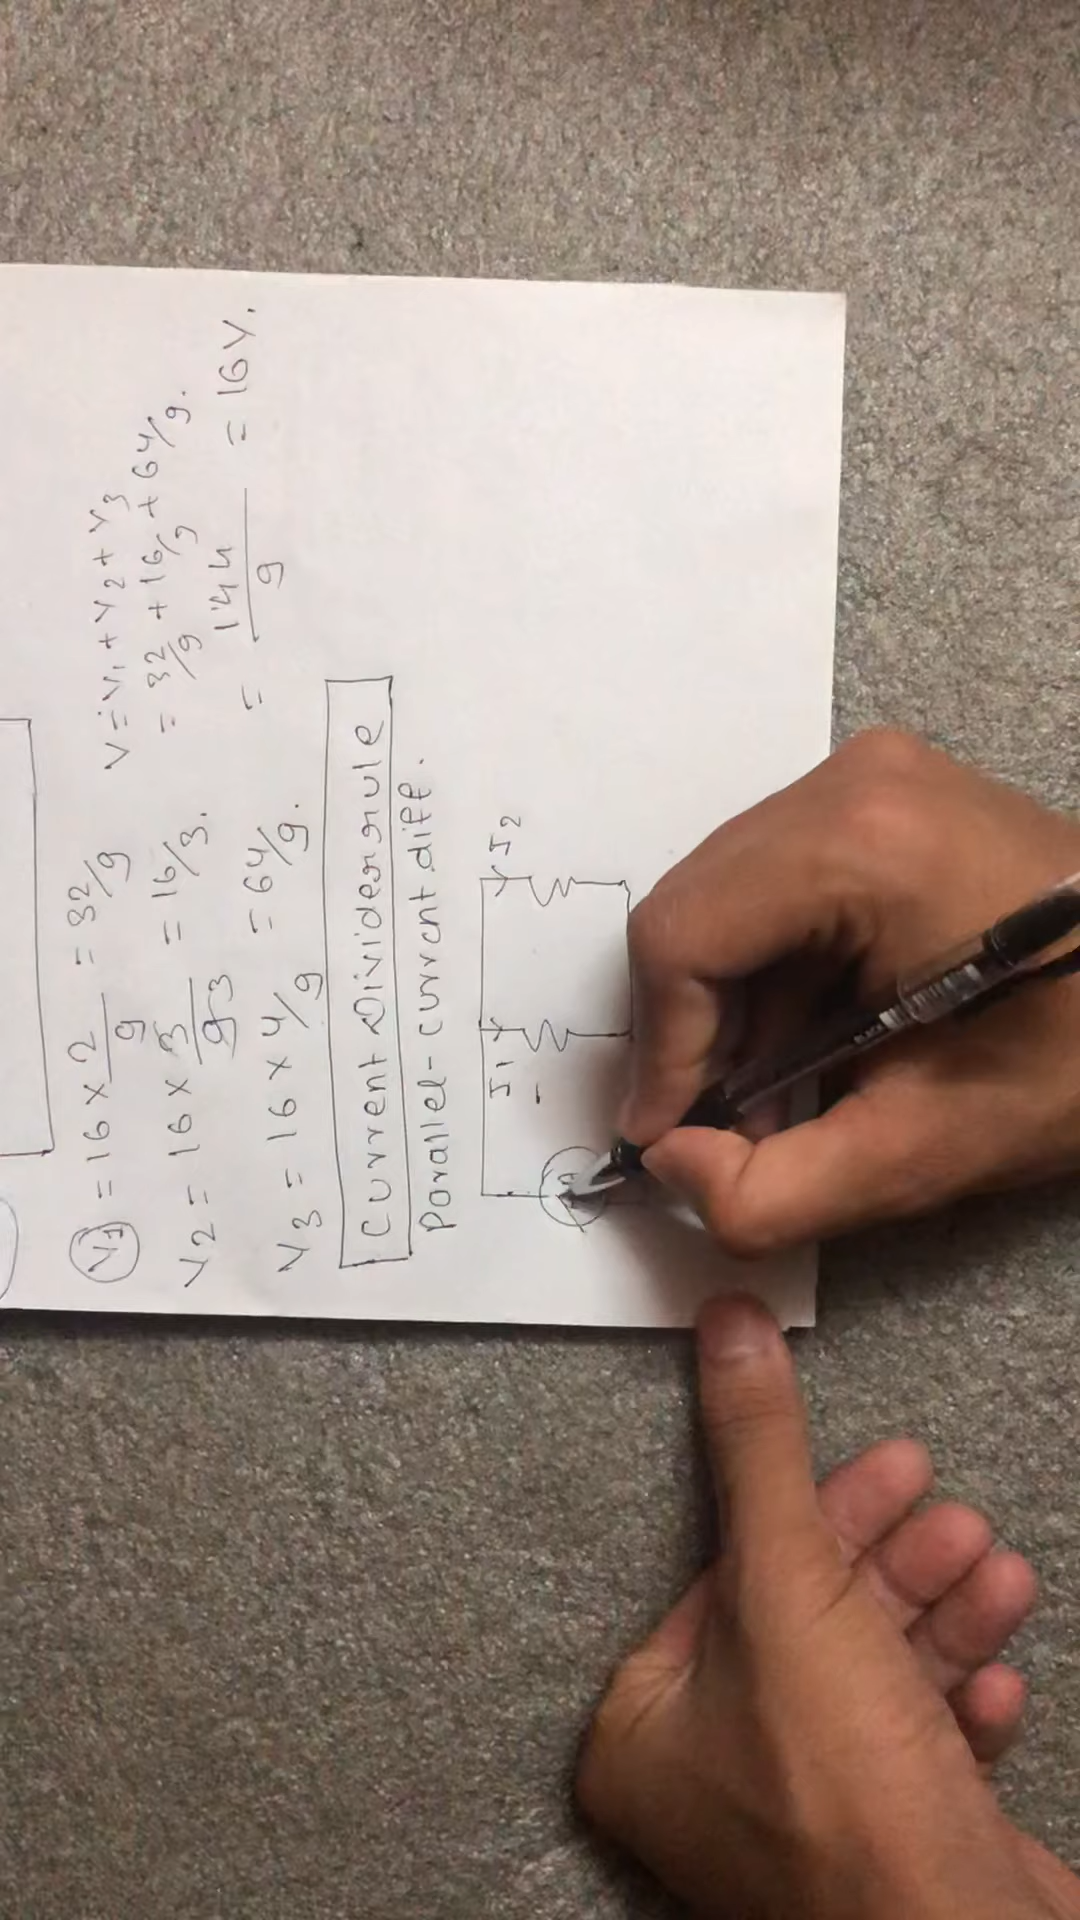 V1 = 16 × 2/9 = 32/9
V2 = 16 × 3/9 3 = 16/3.
V3 = 16 × 4/9 = 64/9.
V = V1 + V2 + V3
= 32/9 + 16/9 + 64/9.
= 144/9 = 16V.
Current Divider rule
Parallel - current diff.
I1
I2